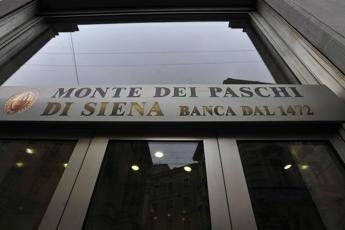 MONTE DEI PASCHI
DI SIENA BANCA DAL 1472